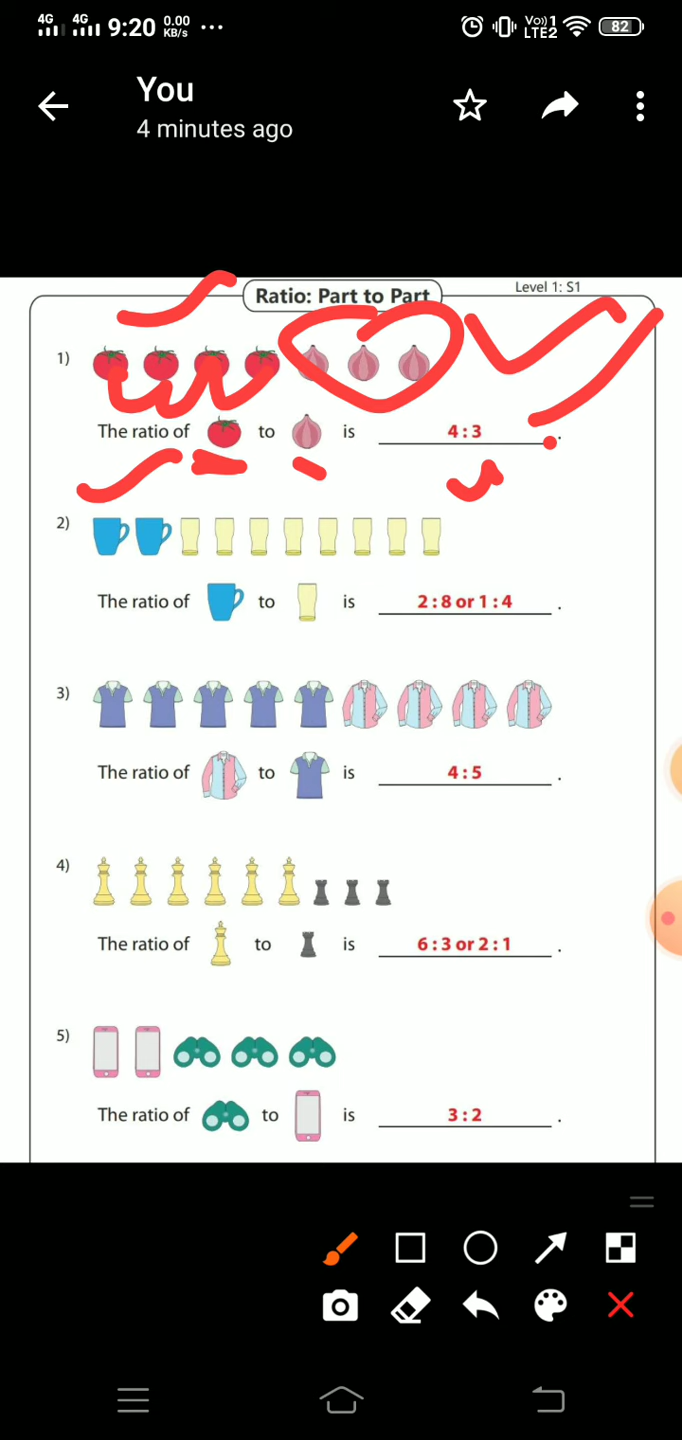 4G 4G 9:20 0.00 KB/s ... Vo)) 1 LTE2 82
You
4 minutes ago
Ratio: Part to Part
Level 1: S1
1)
The ratio of to is 4 : 3 .
2)
The ratio of to is 2 : 8 or 1 : 4 .
3)
The ratio of to is 4 : 5 .
4)
The ratio of to is 6 : 3 or 2 : 1 .
5)
The ratio of to is 3 : 2 .